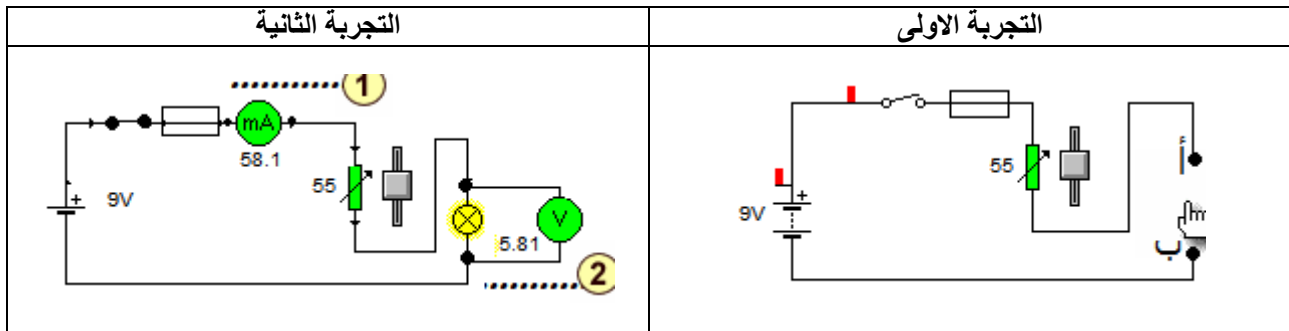 التجربة الاولى
التجربة الثانية
أ
55
9V
+
ب
1
mA
58.1
55
9V
+
V
5.81
2